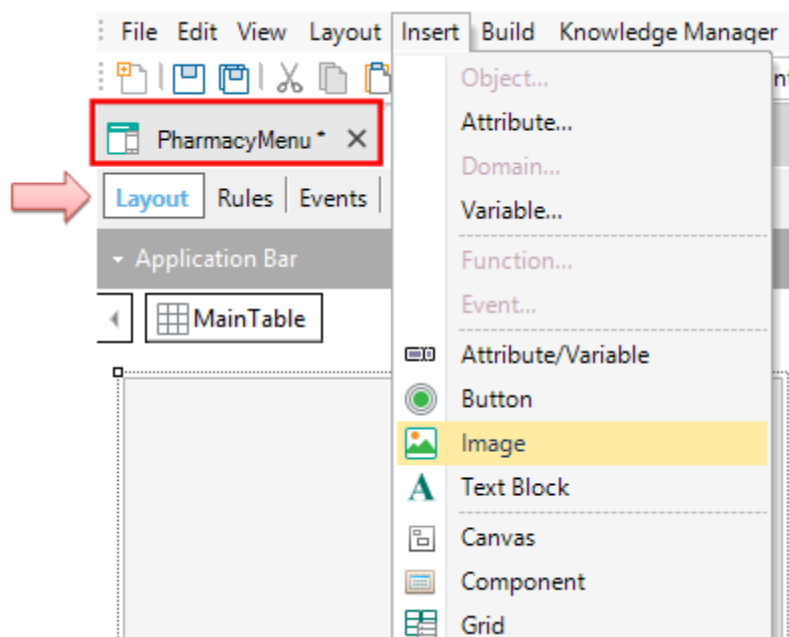 File Edit View Layout Insert Build Knowledge Manager
Object...
PharmacyMenu*
Attribute...
Domain...
Layout Rules Events
Variable...
Application Bar
Function...
Event...
MainTable
Attribute/Variable
Button
Image
Text Block
Canvas
Component
Grid